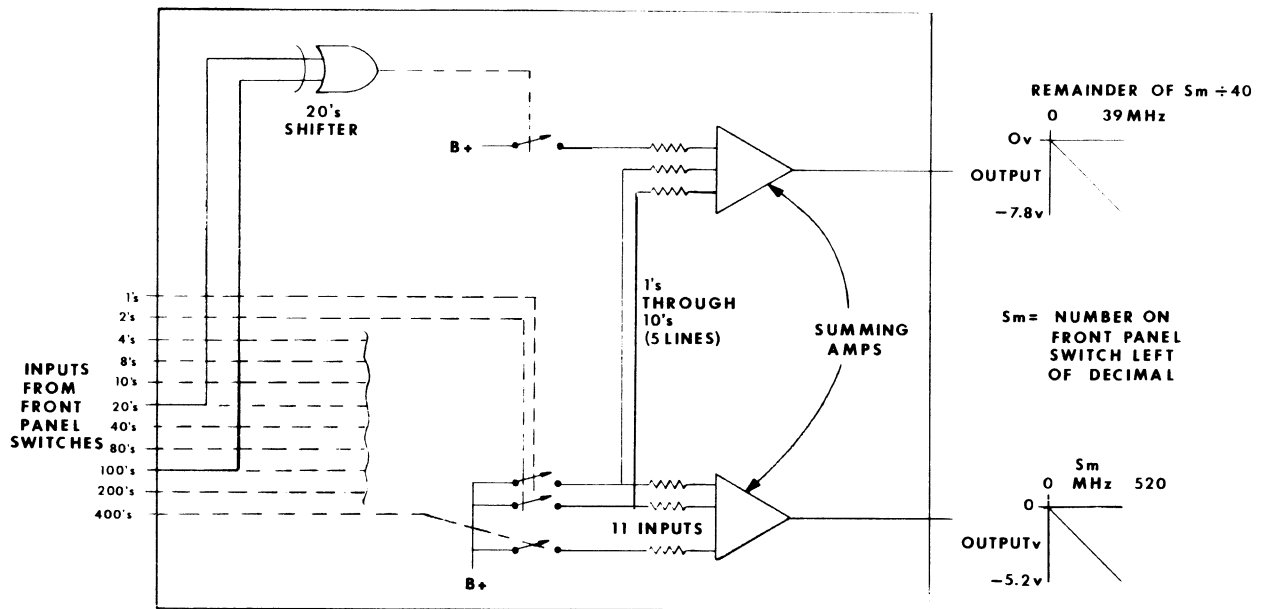 20's
SHIFTER
B+
REMAINDER OF Sm ÷ 40
0 39MHz
0v
OUTPUT
−7.8v
1's
THROUGH
10's
(5 LINES)
SUMMING
AMPS
Sm= NUMBER ON
FRONT PANEL
SWITCH LEFT
OF DECIMAL
INPUTS
FROM
FRONT
PANEL
SWITCHES
1's
2's
4's
8's
10's
20's
40's
80's
100's
200's
400's
11 INPUTS
B+
Sm
0 MHz 520
0
OUTPUTv
−5.2v